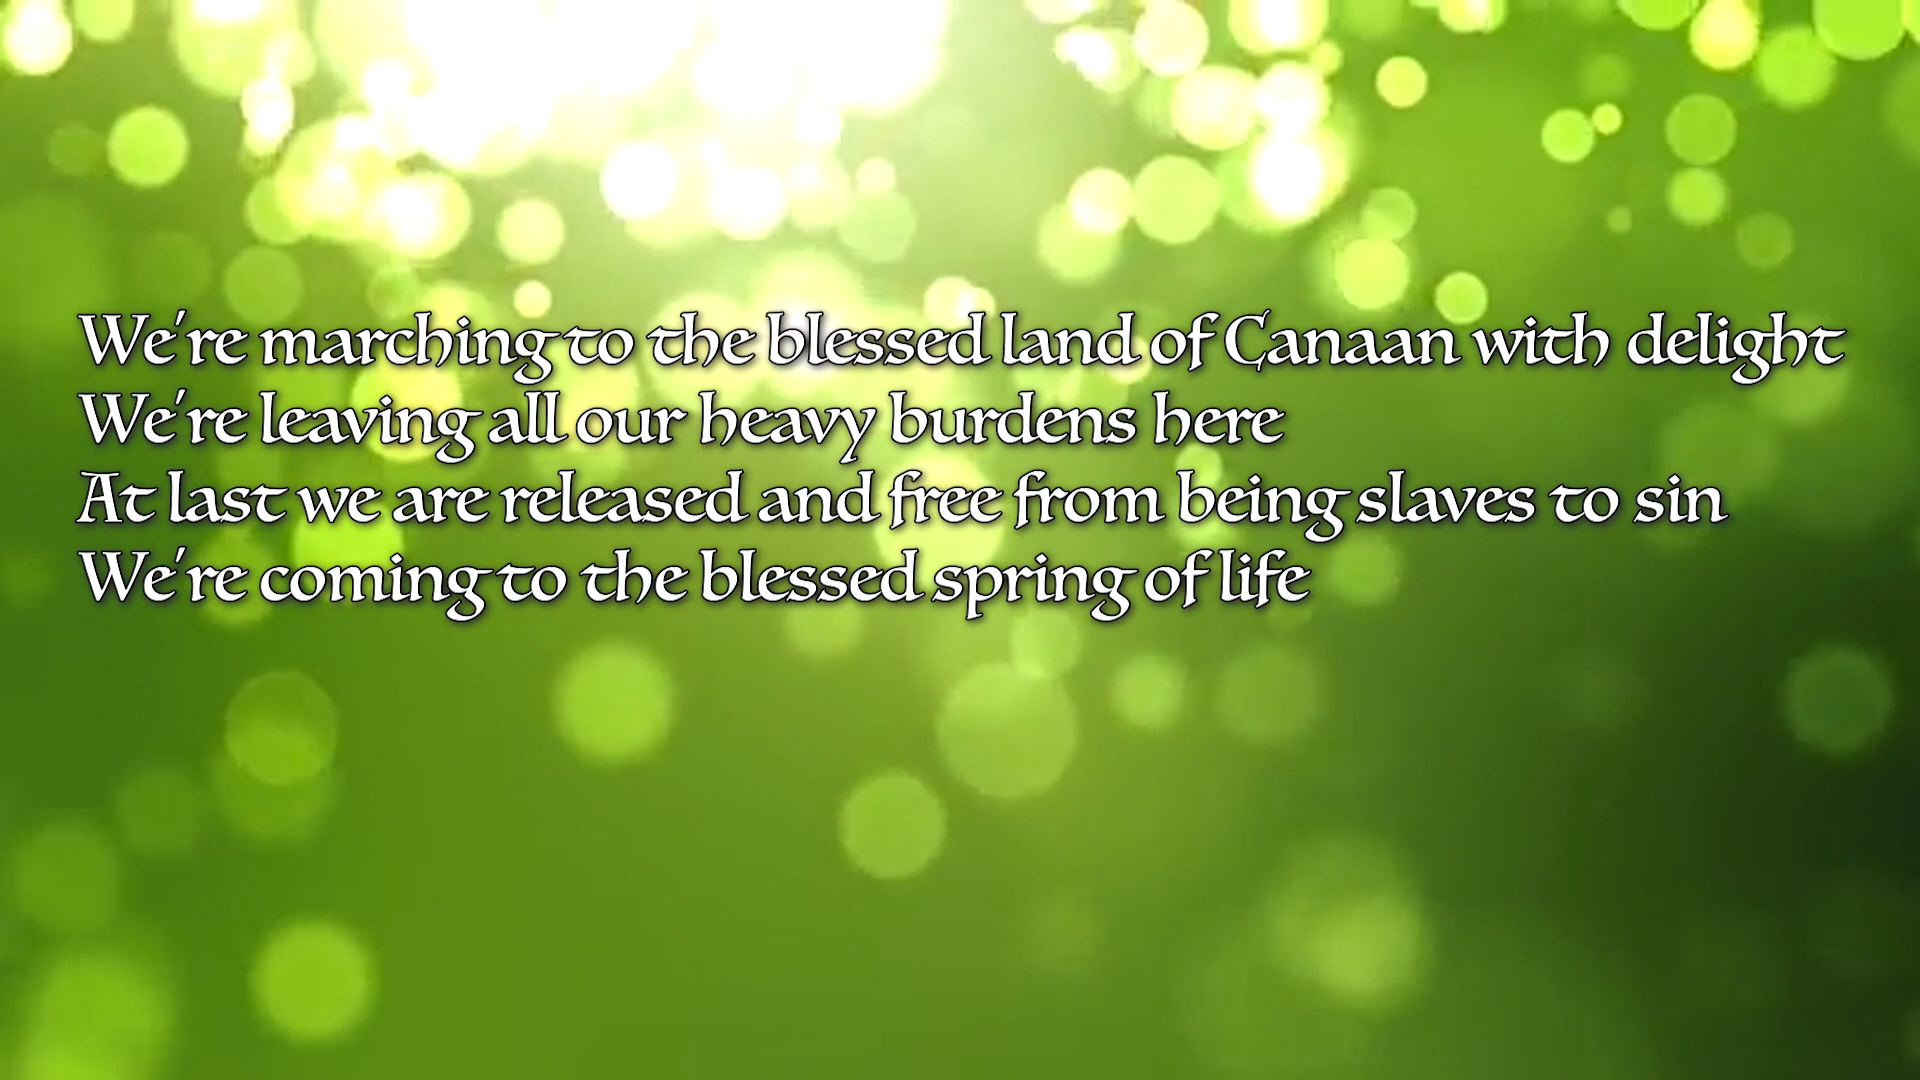 We're marching to the blessed land of Canaan with delight
We're leaving all our heavy burdens here
At last we are released and free from being slaves to sin
We're coming to the blessed spring of life